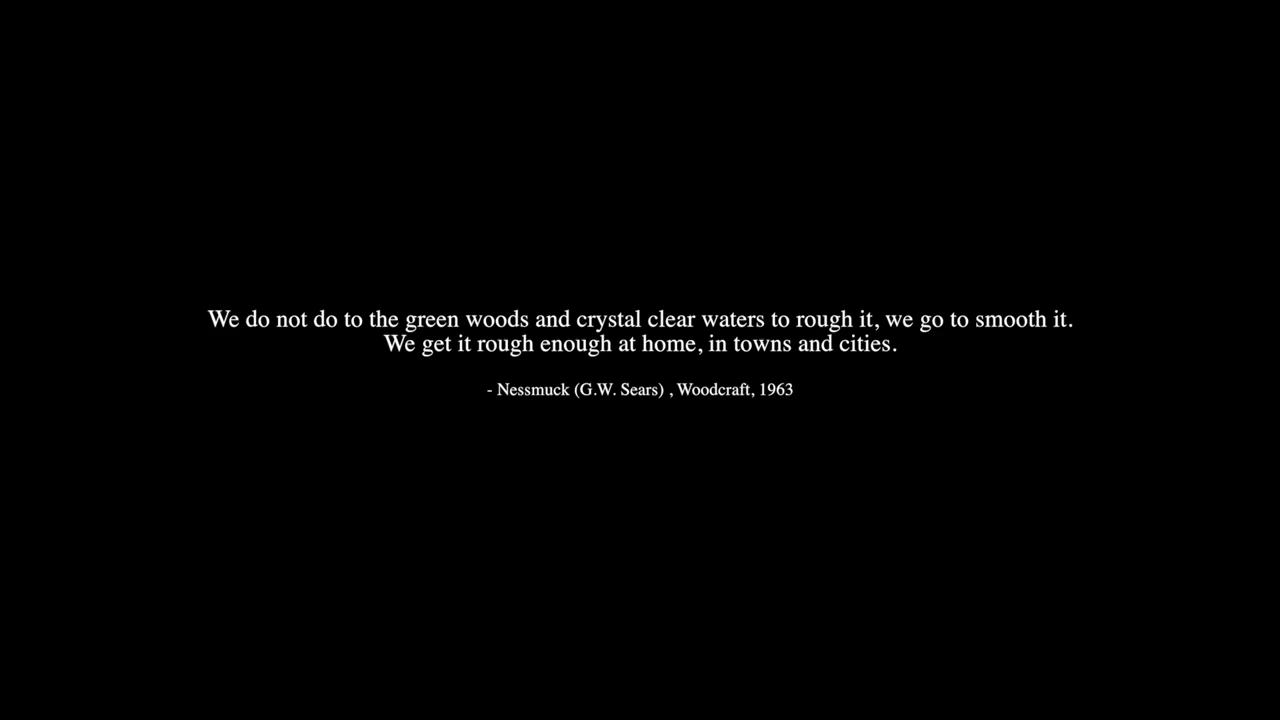 We do not do to the green woods and crystal clear waters to rough it, we go to smooth it.
We get it rough enough at home, in towns and cities.
- Nessmuck (G.W. Sears) , Woodcraft, 1963